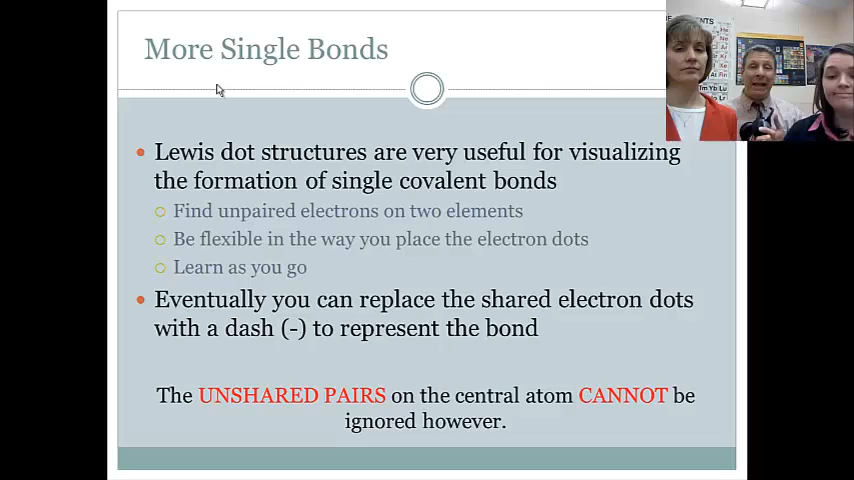 More Single Bonds
Lewis dot structures are very useful for visualizing
the formation of single covalent bonds
Find unpaired electrons on two elements
Be flexible in the way you place the electron dots
Learn as you go
Eventually you can replace the shared electron dots
with a dash (-) to represent the bond
The UNSHARED PAIRS on the central atom CANNOT be
ignored however.